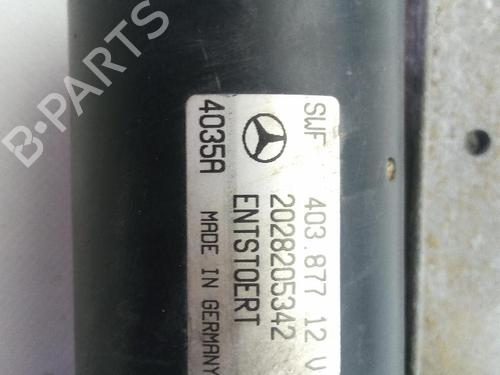 SWF 403.877 12 V
2028205342
ENTSTOERT
4035A MADE IN GERMANY
B-PARTS